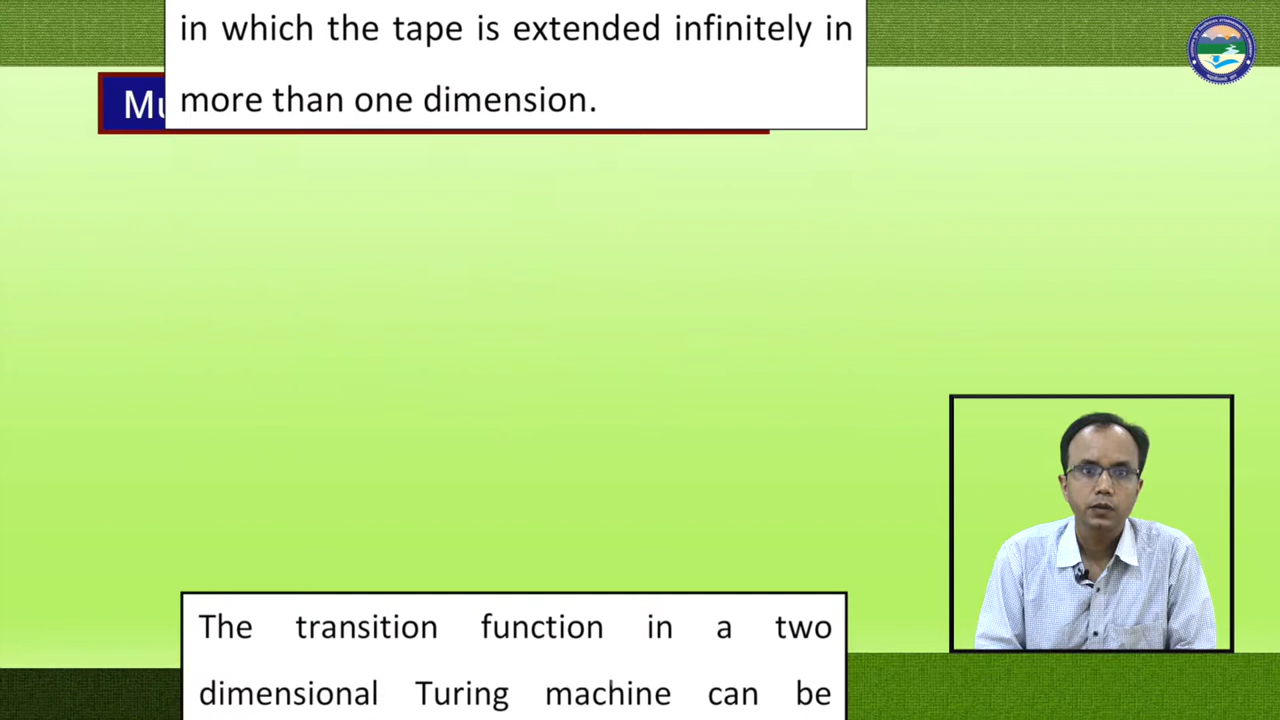 in which the tape is extended infinitely in
more than one dimension.
The transition function in a two
dimensional Turing machine can be